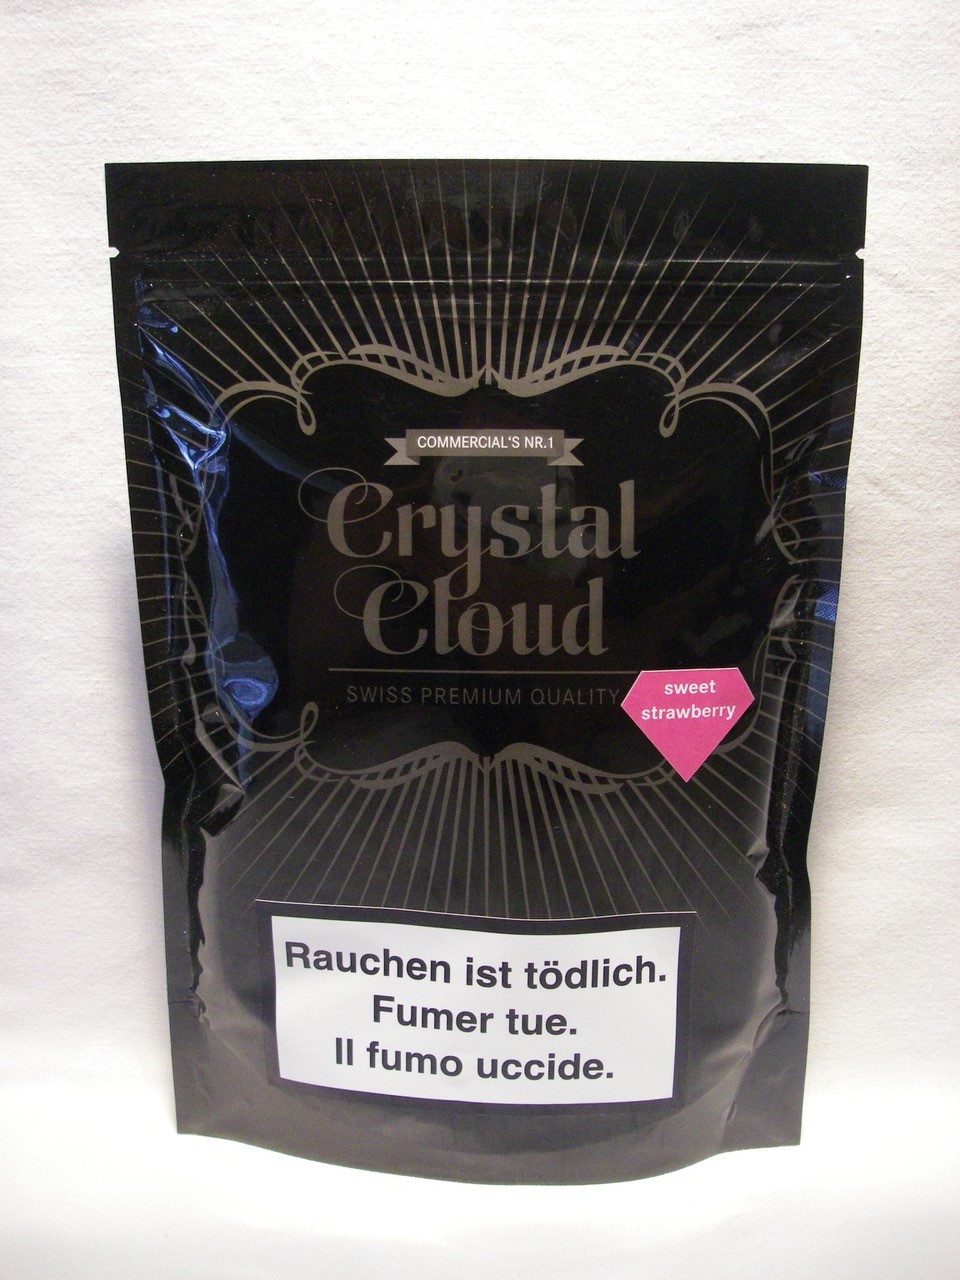 COMMERCIAL'S NR.1
Crystal
Cloud
SWISS PREMIUM QUALITY
sweet
strawberry
Rauchen ist tödlich.
Fumer tue.
Il fumo uccide.